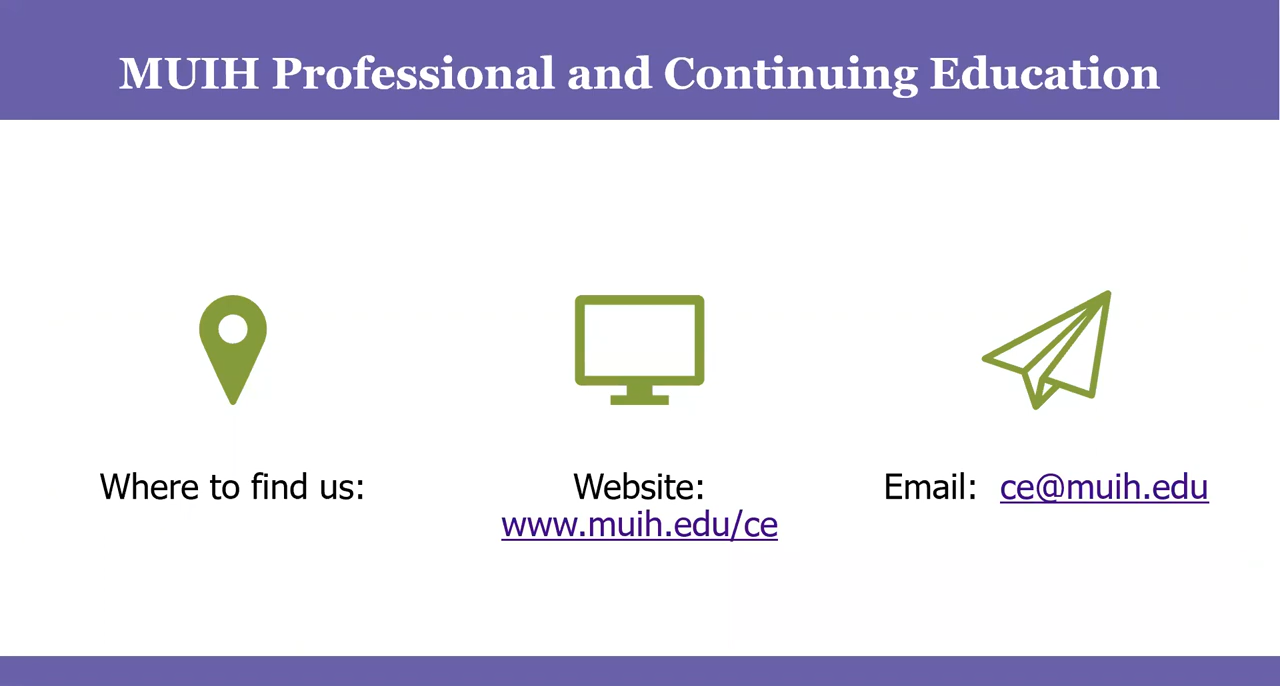 MUIH Professional and Continuing Education
Where to find us:
Website:
www.muih.edu/ce
Email: ce@muih.edu